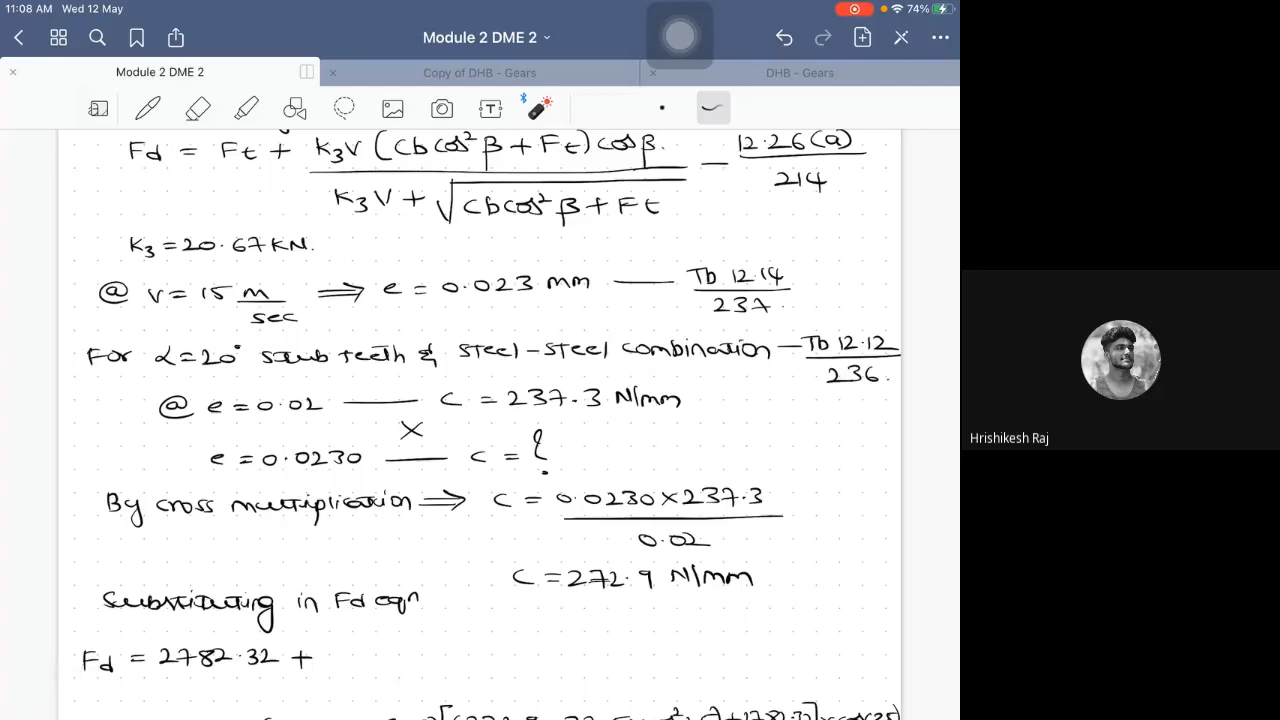 11:08 AM Wed 12 May
74%
Module 2 DME 2
Module 2 DME 2
Copy of DHB - Gears
DHB - Gears
Fd = Ft + K3V (Cb cos² β + Ft) cos β / K3V + √Cb cos² β + Ft — 12.26(a) / 214
K3 = 20.67 KN.
@ V = 15 m/sec ⟹ e = 0.023 mm — Tb 12.14 / 237
For α = 20° stub teeth & steel-steel combination — Tb 12.12 / 236.
@ e = 0.02 — C = 237.3 N/mm
X
e = 0.0230 — C = ?
By cross multiplication ⟹ C = 0.0230 × 237.3 / 0.02
C = 272.9 N/mm
Substituting in Fd eqn
Fd = 2782.32 +
Hrishikesh Raj